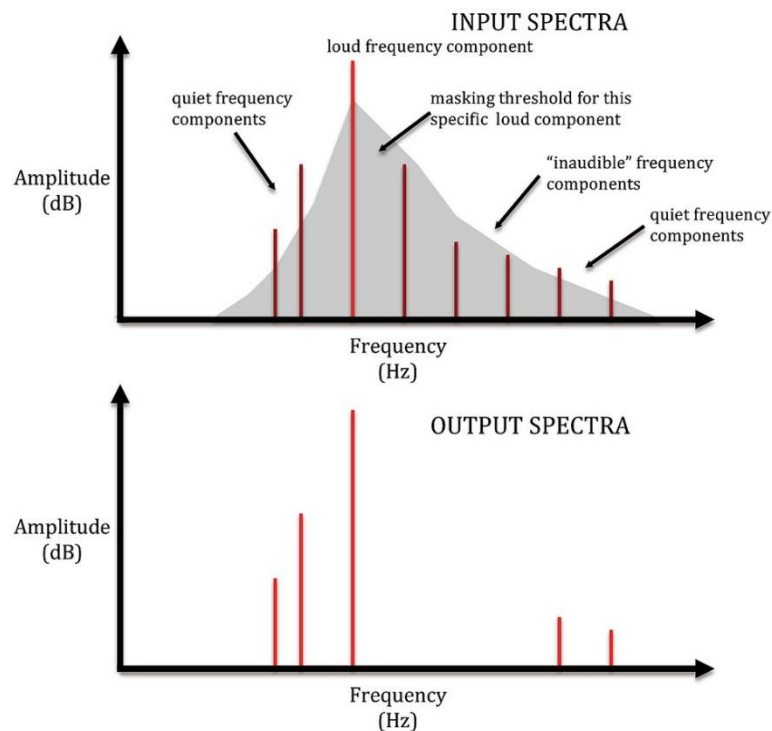 INPUT SPECTRA
loud frequency component
quiet frequency
components
masking threshold for this
specific loud component
"inaudible" frequency
components
quiet frequency
components
Amplitude
(dB)
Frequency
(Hz)
OUTPUT SPECTRA
Amplitude
(dB)
Frequency
(Hz)